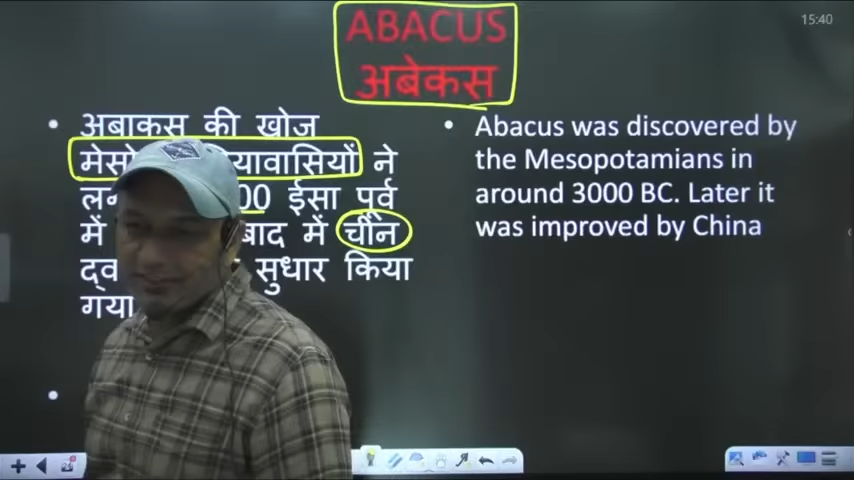 15:40
ABACUS
अबेकस
अबाकस की खोज
ने
ईसा पूर्व
में में चीन
सुधार किया
गया
Abacus was discovered by
the Mesopotamians in
around 3000 BC. Later it
was improved by China